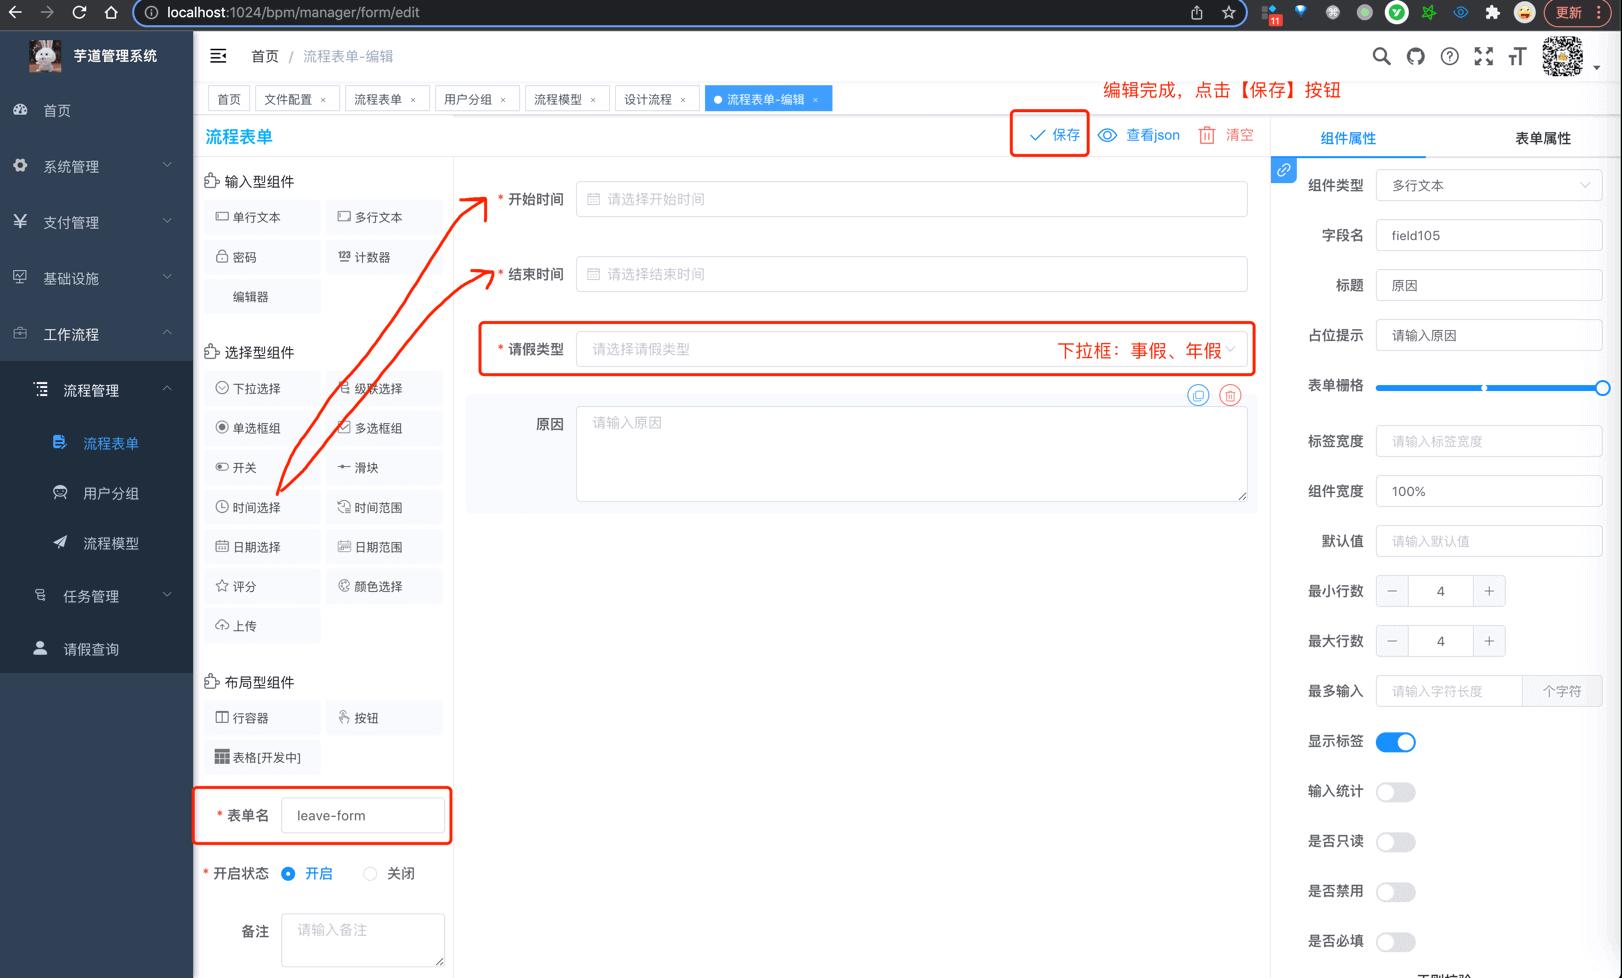 localhost:1024/bpm/manager/form/edit
11
更新
芋道管理系统
首页 / 流程表单-编辑
首页
文件配置 ×
流程表单 ×
用户分组 ×
流程模型 ×
设计流程 ×
流程表单-编辑 ×
编辑完成，点击【保存】按钮
首页
系统管理
支付管理
基础设施
工作流程
流程管理
流程表单
用户分组
流程模型
任务管理
请假查询
流程表单
保存
查看json
清空
输入型组件
单行文本
多行文本
密码
123 计数器
编辑器
选择型组件
下拉选择
级联选择
单选框组
多选框组
开关
滑块
时间选择
时间范围
日期选择
日期范围
评分
颜色选择
上传
布局型组件
行容器
按钮
表格[开发中]
* 表单名
leave-form
* 开启状态
开启
关闭
备注
请输入备注
* 开始时间
请选择开始时间
* 结束时间
请选择结束时间
* 请假类型
请选择请假类型
下拉框：事假、年假
原因
请输入原因
组件属性
表单属性
组件类型
多行文本
字段名
field105
标题
原因
占位提示
请输入原因
表单栅格
标签宽度
请输入标签宽度
组件宽度
100%
默认值
请输入默认值
最小行数
4
最大行数
4
最多输入
请输入字符长度
个字符
显示标签
输入统计
是否只读
是否禁用
是否必填
正则校验